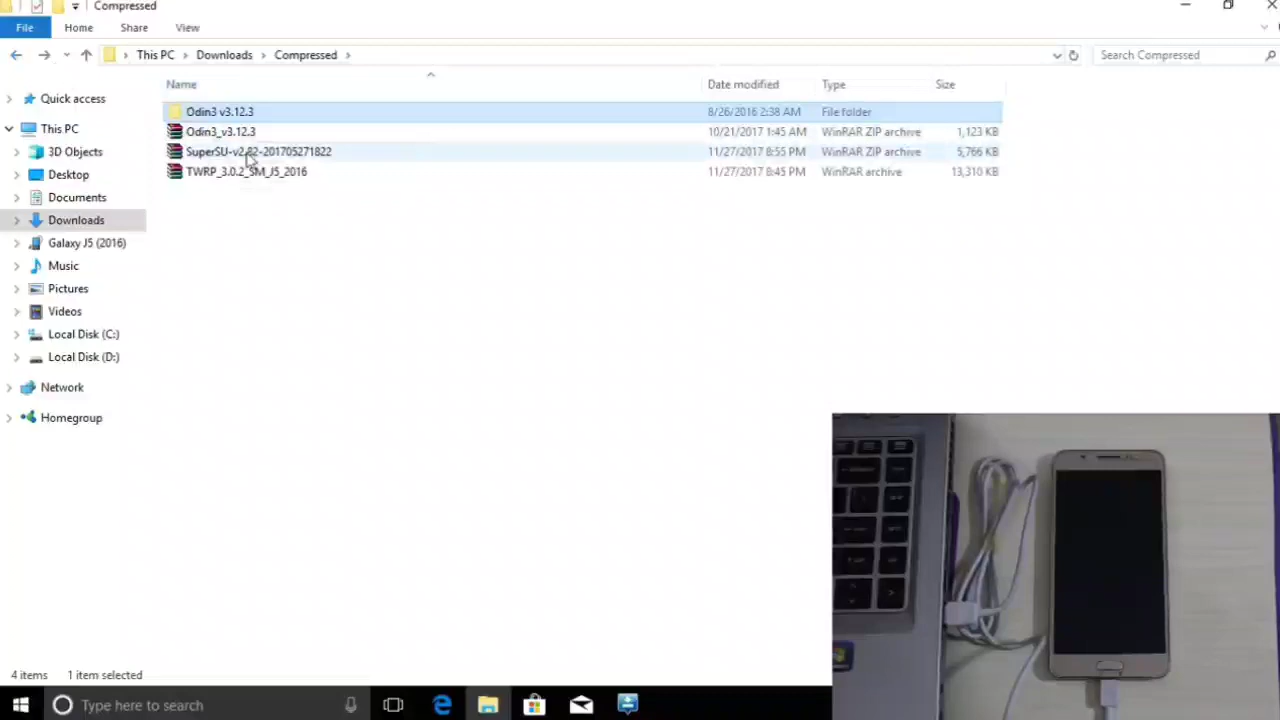 Compressed
File Home Share View
This PC Downloads Compressed Search Compressed
Name Date modified Type Size
Quick access
This PC
3D Objects
Desktop
Documents
Downloads
Galaxy J5 (2016)
Music
Pictures
Videos
Local Disk (C:)
Local Disk (D:)
Network
Homegroup
Odin3 v3.12.3 8/26/2016 2:38 AM File folder
Odin3_v3.12.3 10/21/2017 1:45 AM WinRAR ZIP archive 1,123 KB
SuperSU-v2.82-201705271822 11/27/2017 8:55 PM WinRAR ZIP archive 5,766 KB
TWRP_3.0.2_SM_J5_2016 11/27/2017 8:45 PM WinRAR archive 13,310 KB
4 items 1 item selected
Type here to search